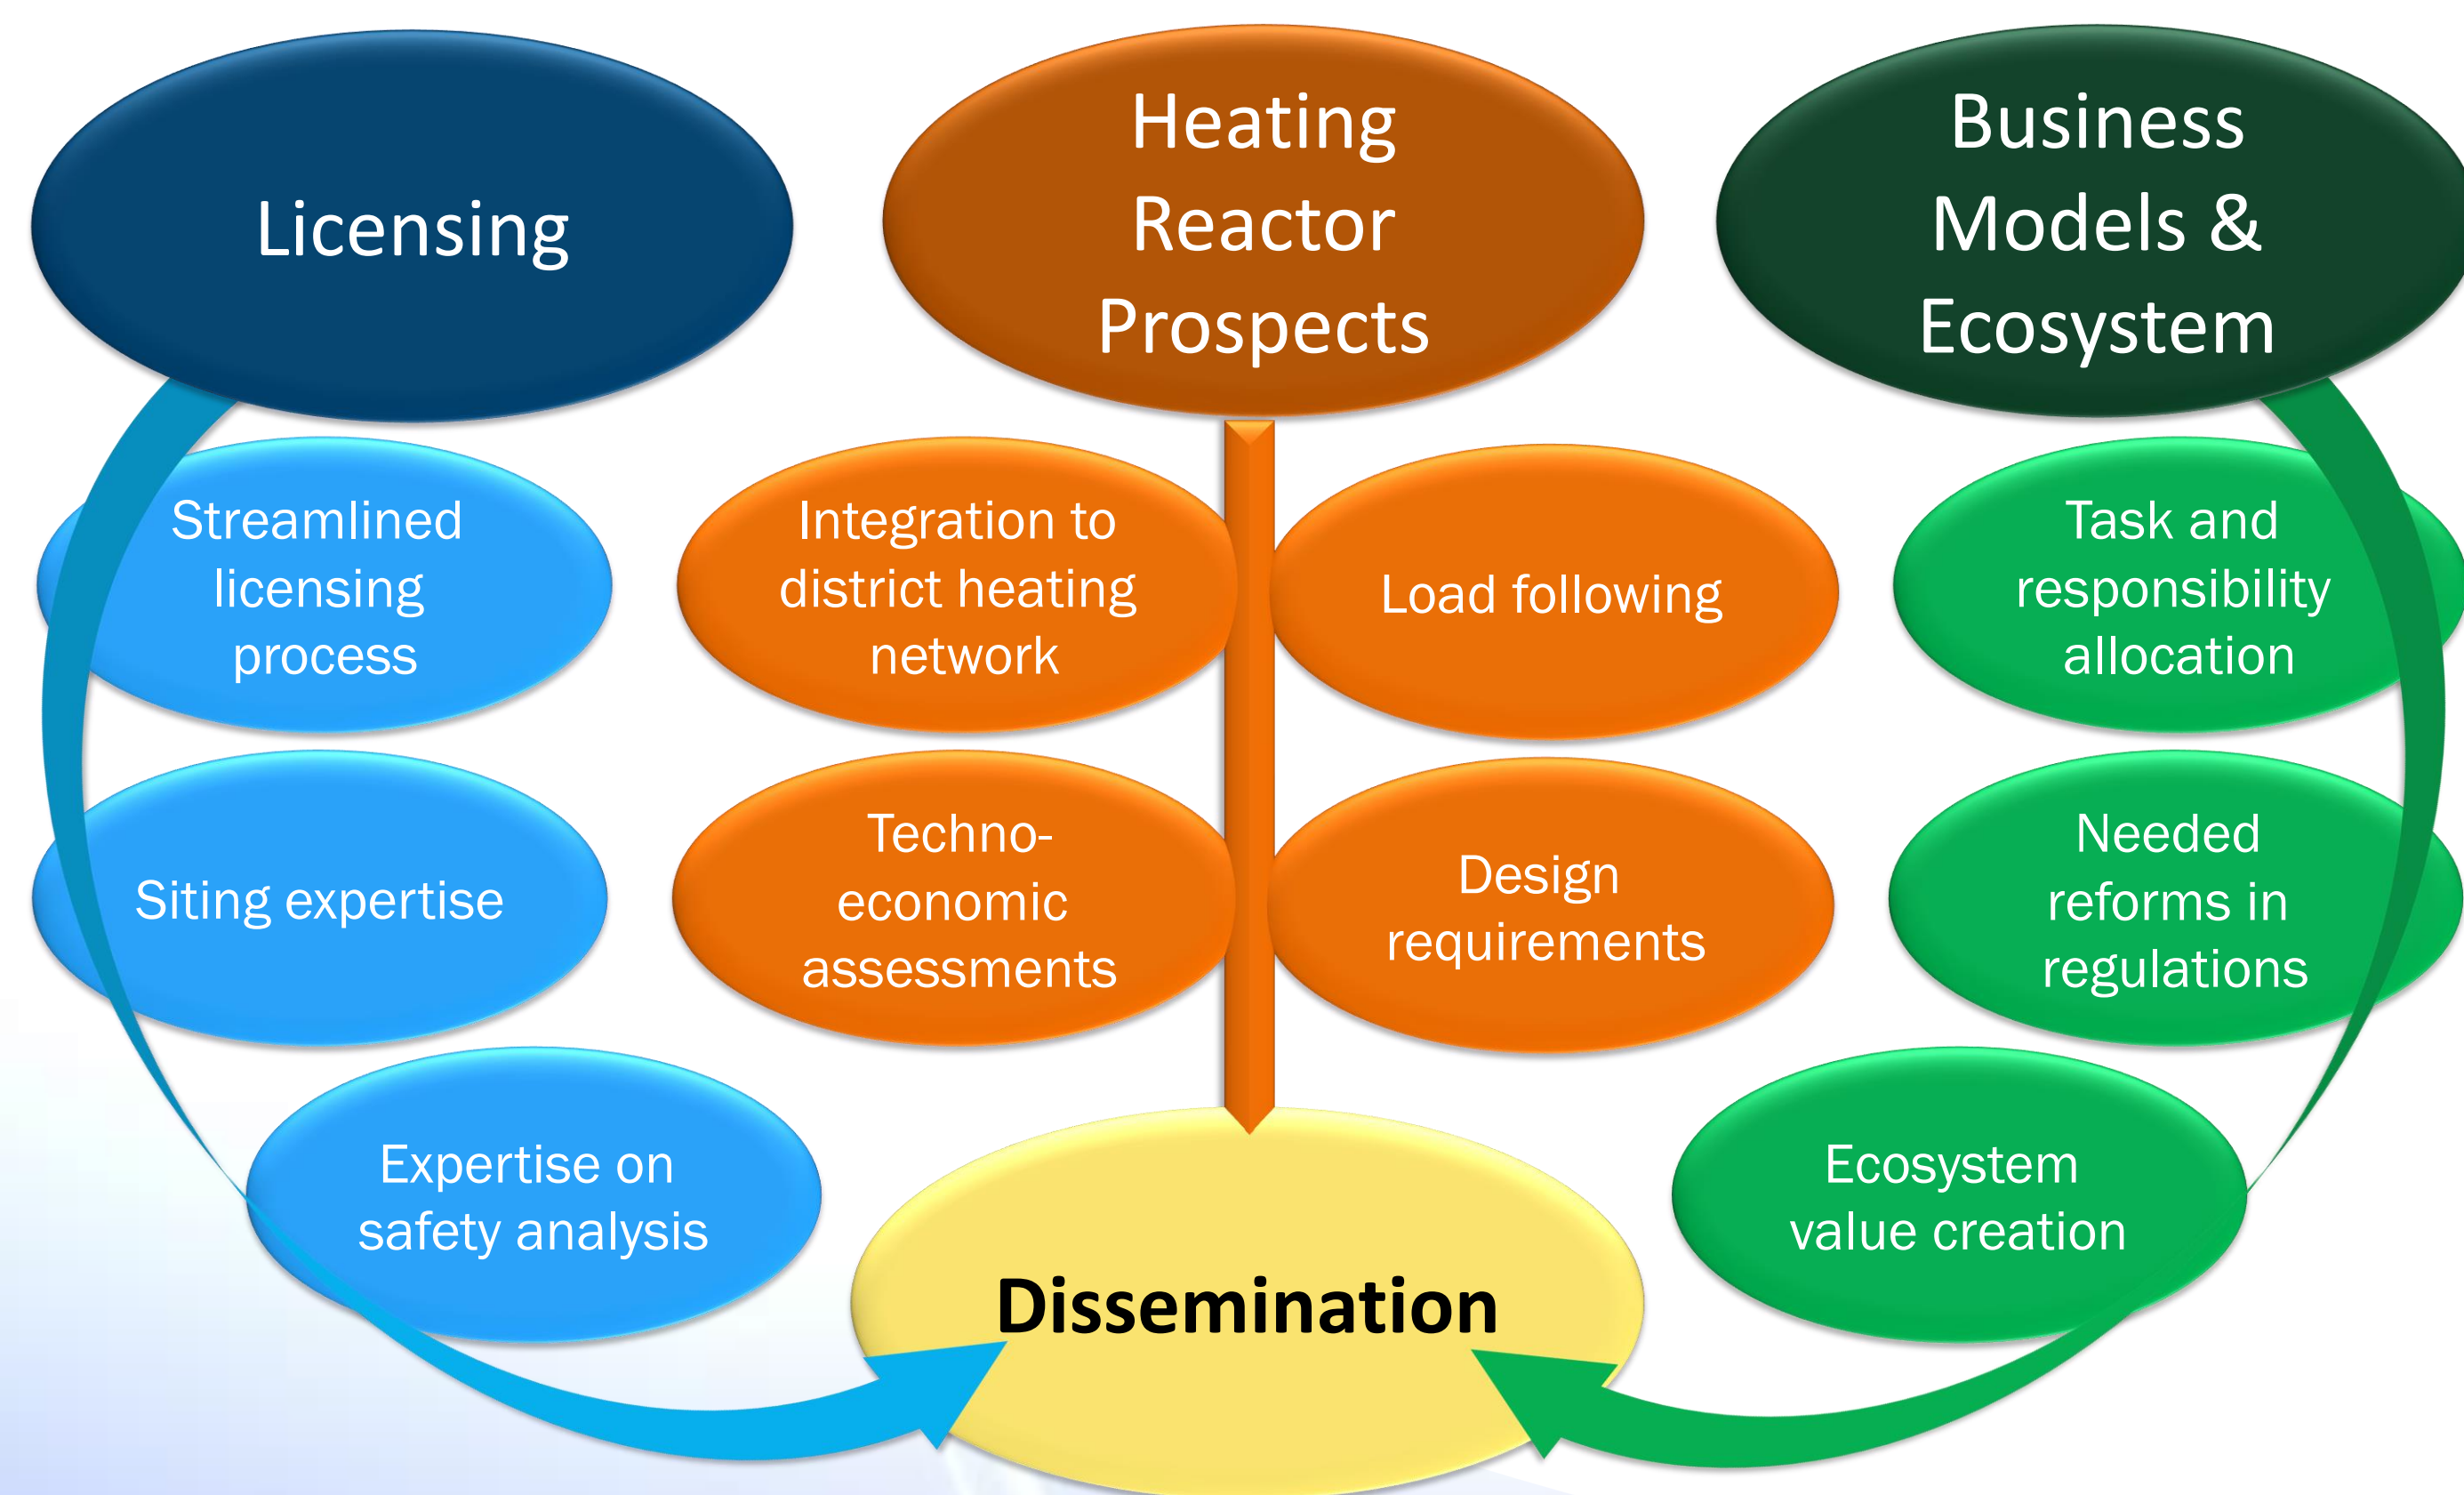 Licensing
Heating
Reactor
Prospects
Business
Models &
Ecosystem
Streamlined
licensing
process
Integration to
district heating
network
Load following
Task and
responsibility
allocation
Siting expertise
Techno-
economic
assessments
Design
requirements
Needed
reforms in
regulations
Expertise on
safety analysis
Dissemination
Ecosystem
value creation